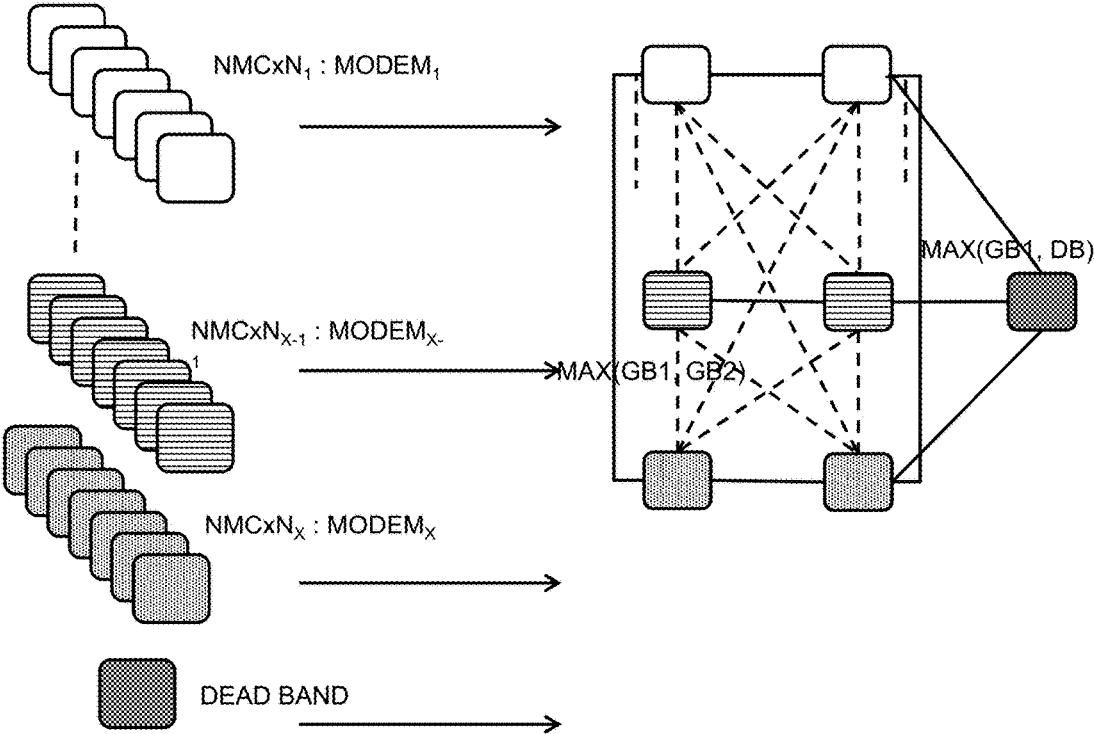 NMCxN1 : MODEM1
MAX(GB1, DB)
NMCxNX-1 : MODEMX-
1
MAX(GB1, GB2)
NMCxNX : MODEMX
DEAD BAND